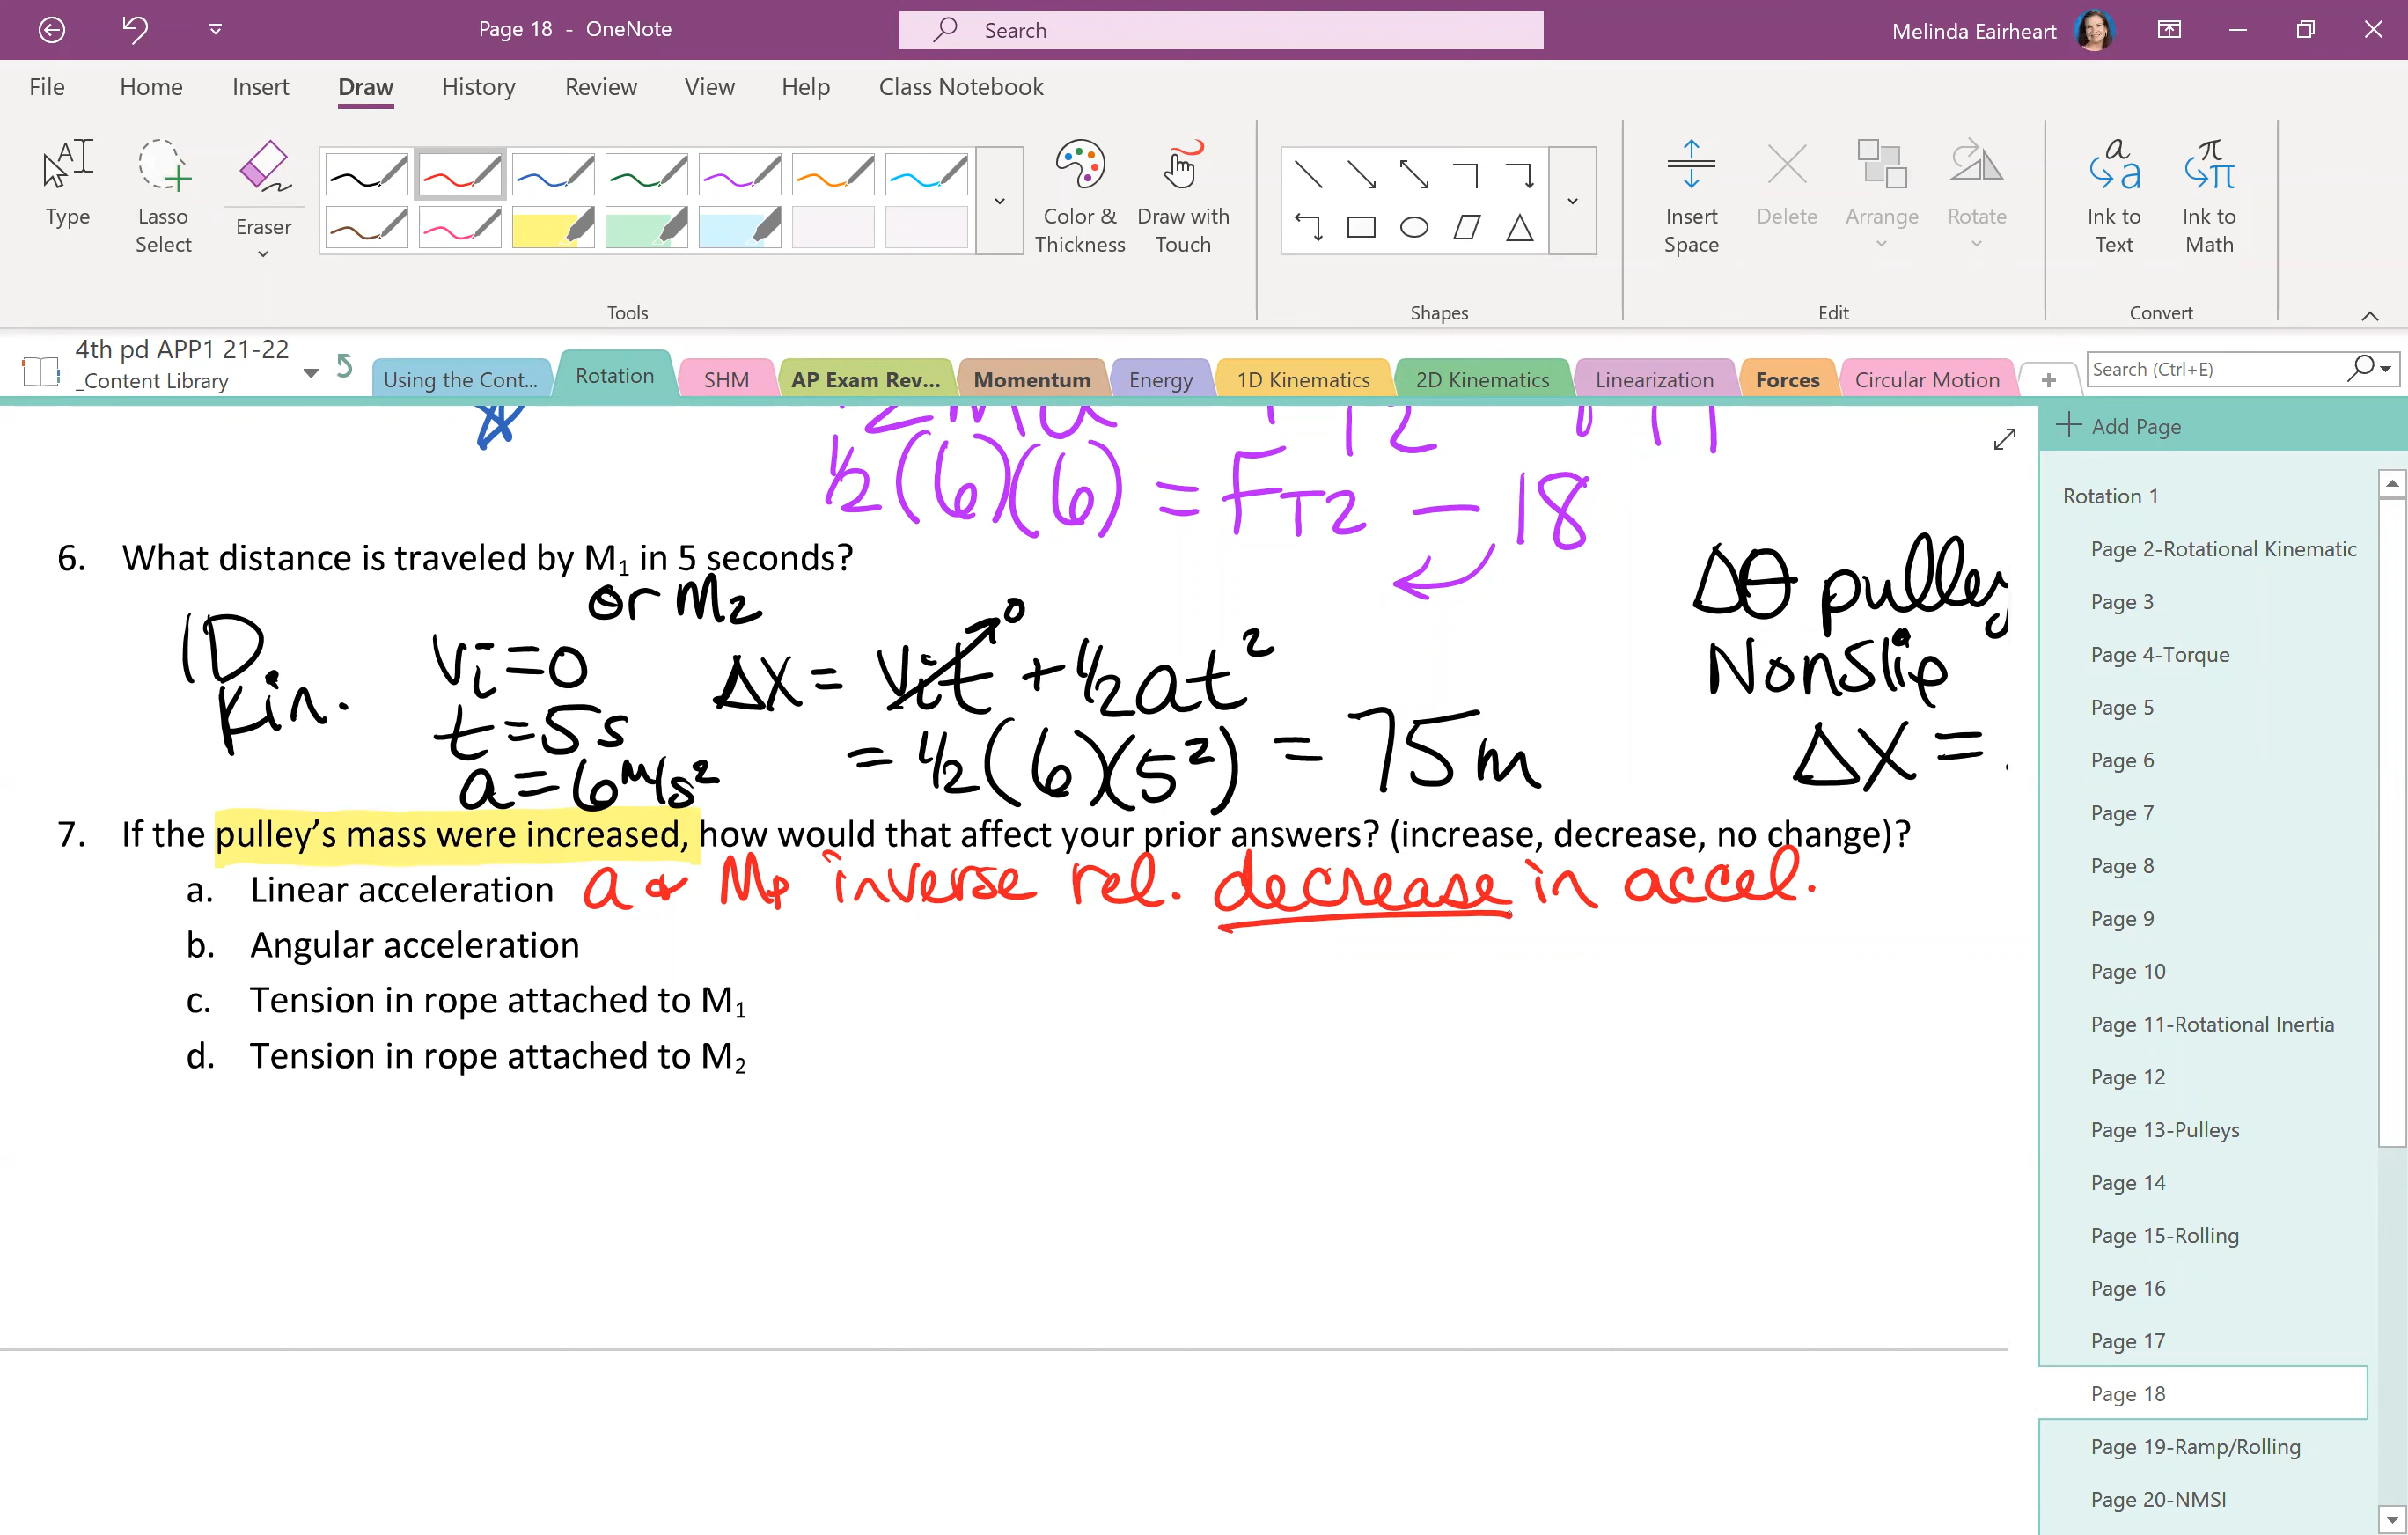 Page 18 - OneNote
Search
Melinda Eairheart
File Home Insert Draw History Review View Help Class Notebook
Type
Lasso Select
Eraser
Color & Thickness
Draw with Touch
Insert Space
Delete
Arrange
Rotate
Ink to Text
Ink to Math
Tools
Shapes
Edit
Convert
4th pd APP1 21-22
_Content Library
Using the Cont... Rotation SHM AP Exam Rev... Momentum Energy 1D Kinematics 2D Kinematics Linearization Forces Circular Motion
Search (Ctrl+E)
½(6)(6) = FT2 − 18
6. What distance is traveled by M₁ in 5 seconds?
or M2
1D Kin.
vi = 0
t = 5s
a = 6 m/s²
Δx = vit + ½at²
0
= ½(6)(5²) = 75m
Δθ pulley
Nonslip
Δx =
7. If the pulley's mass were increased, how would that affect your prior answers? (increase, decrease, no change)?
a. Linear acceleration a & Mp inverse rel. decrease in accel.
b. Angular acceleration
c. Tension in rope attached to M₁
d. Tension in rope attached to M₂
Add Page
Rotation 1
Page 2-Rotational Kinematic
Page 3
Page 4-Torque
Page 5
Page 6
Page 7
Page 8
Page 9
Page 10
Page 11-Rotational Inertia
Page 12
Page 13-Pulleys
Page 14
Page 15-Rolling
Page 16
Page 17
Page 18
Page 19-Ramp/Rolling
Page 20-NMSI